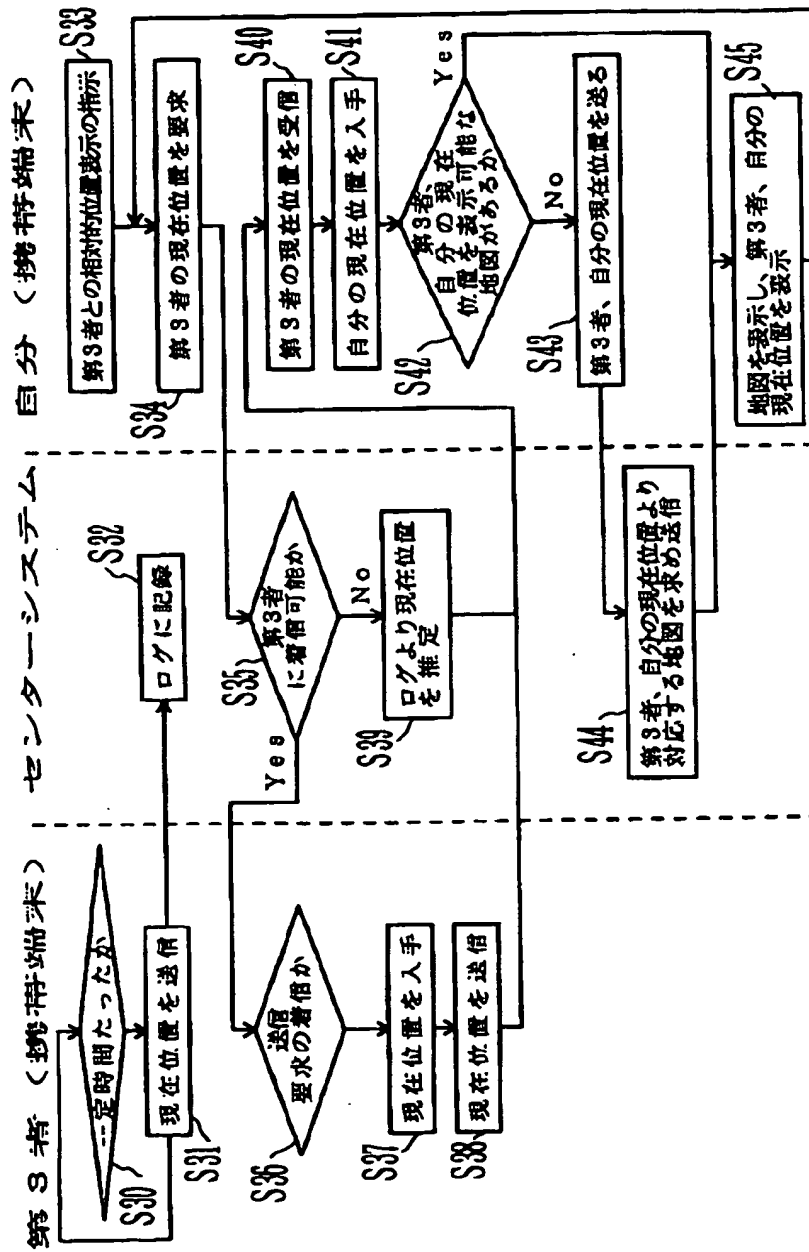 第3者（携帯端末）
センターシステム
自分（携帯端末）
S30
一定時間たったか
S31
現在位置を送信
S32
ログに記録
S33
第3者との相対的位置表示の指示
S34
第3者の現在位置を要求
S35
第3者
に着信可能か
Yes
No
S36
送信
要求の着信か
S37
現在位置を入手
S38
現在位置を送信
S39
ログより現在位置
を推定
S40
第3者の現在位置を受信
S41
自分の現在位置を入手
S42
第3者、
自分の現在
位置を表示可能な
地図があるか
Yes
No
S43
第3者、自分の現在位置を送る
S44
第3者、自分の現在位置より
対応する地図を求め送信
S45
地図を表示し、第3者、自分の
現在位置を表示